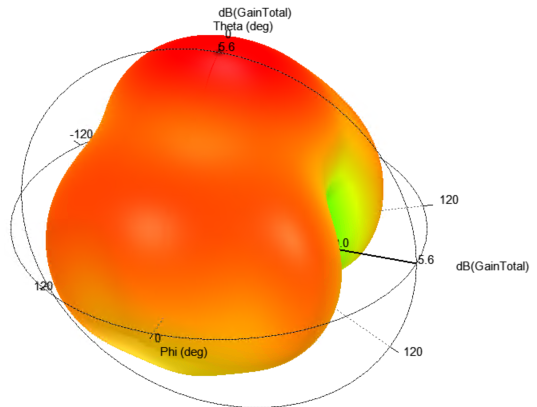 dB(GainTotal)
Theta (deg)
0
5.6
-120
120
.0
5.6
dB(GainTotal)
120
0
Phi (deg)
120